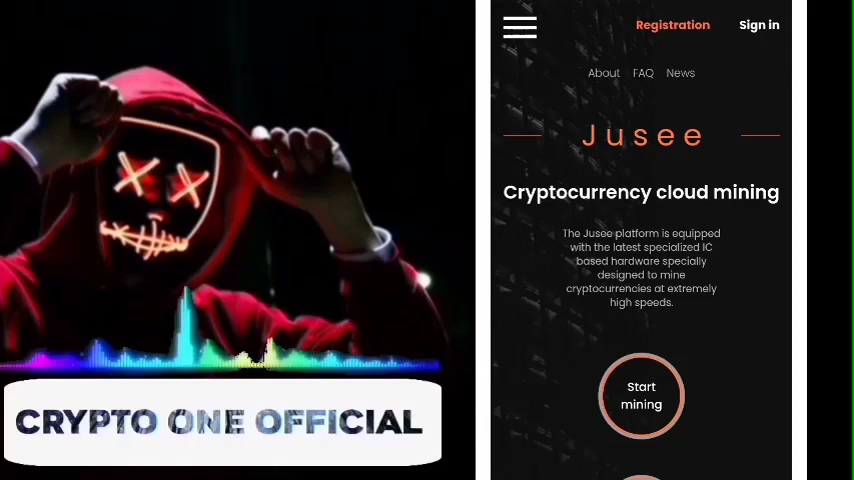 CRYPTO ONE OFFICIAL
Registration Sign in
About FAQ News
Jusee
Cryptocurrency cloud mining
The Jusee platform is equipped
with the latest specialized IC
based hardware specially
designed to mine
cryptocurrencies at extremely
high speeds.
Start
mining